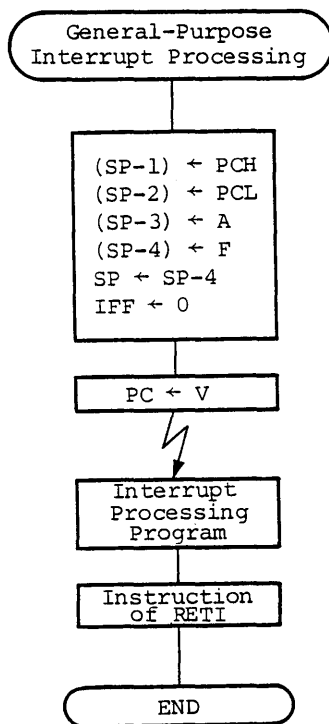 General-Purpose
Interrupt Processing
(SP-1) ← PCH
(SP-2) ← PCL
(SP-3) ← A
(SP-4) ← F
SP ← SP-4
IFF ← 0
PC ← V
Interrupt
Processing
Program
Instruction
of RETI
END